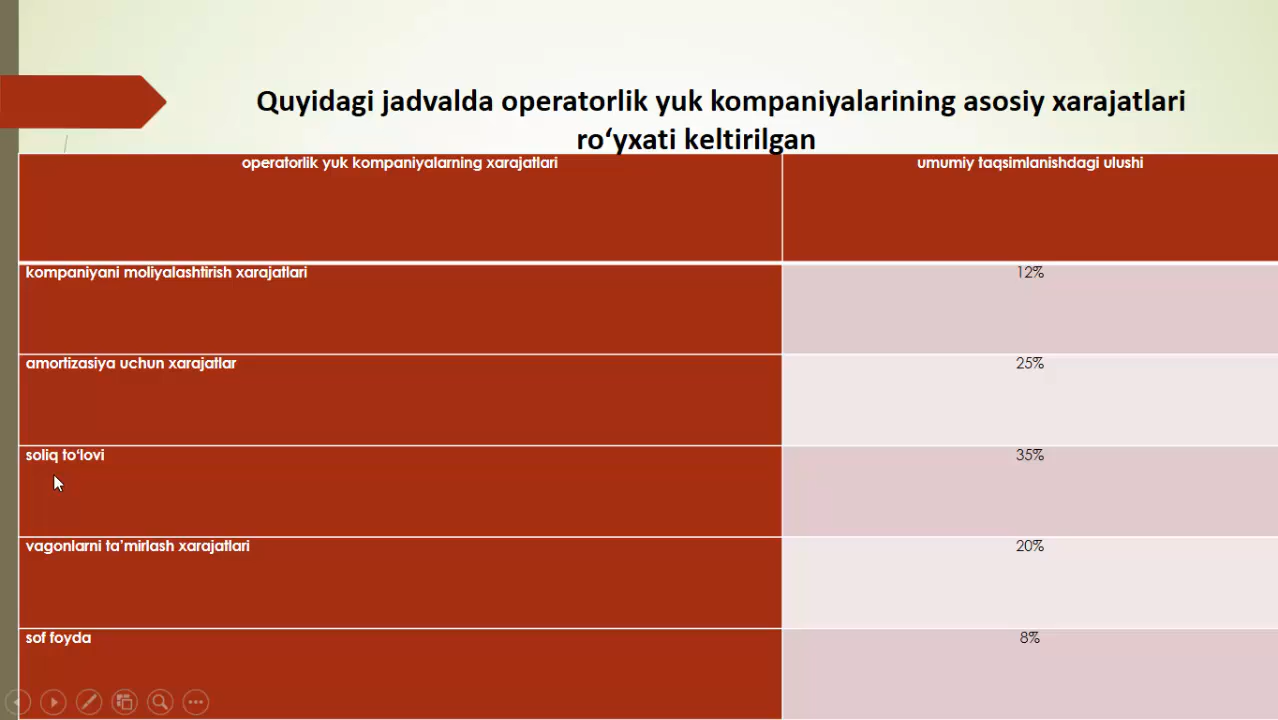 Quyidagi jadvalda operatorlik yuk kompaniyalarining asosiy xarajatlari
ro‘yxati keltirilgan
operatorlik yuk kompaniyalarning xarajatlari
umumiy taqsimlanishdagi ulushi
kompaniyani moliyalashtirish xarajatlari
12%
amortizasiya uchun xarajatlar
25%
soliq to‘lovi
35%
vagonlarni ta’mirlash xarajatlari
20%
sof foyda
8%